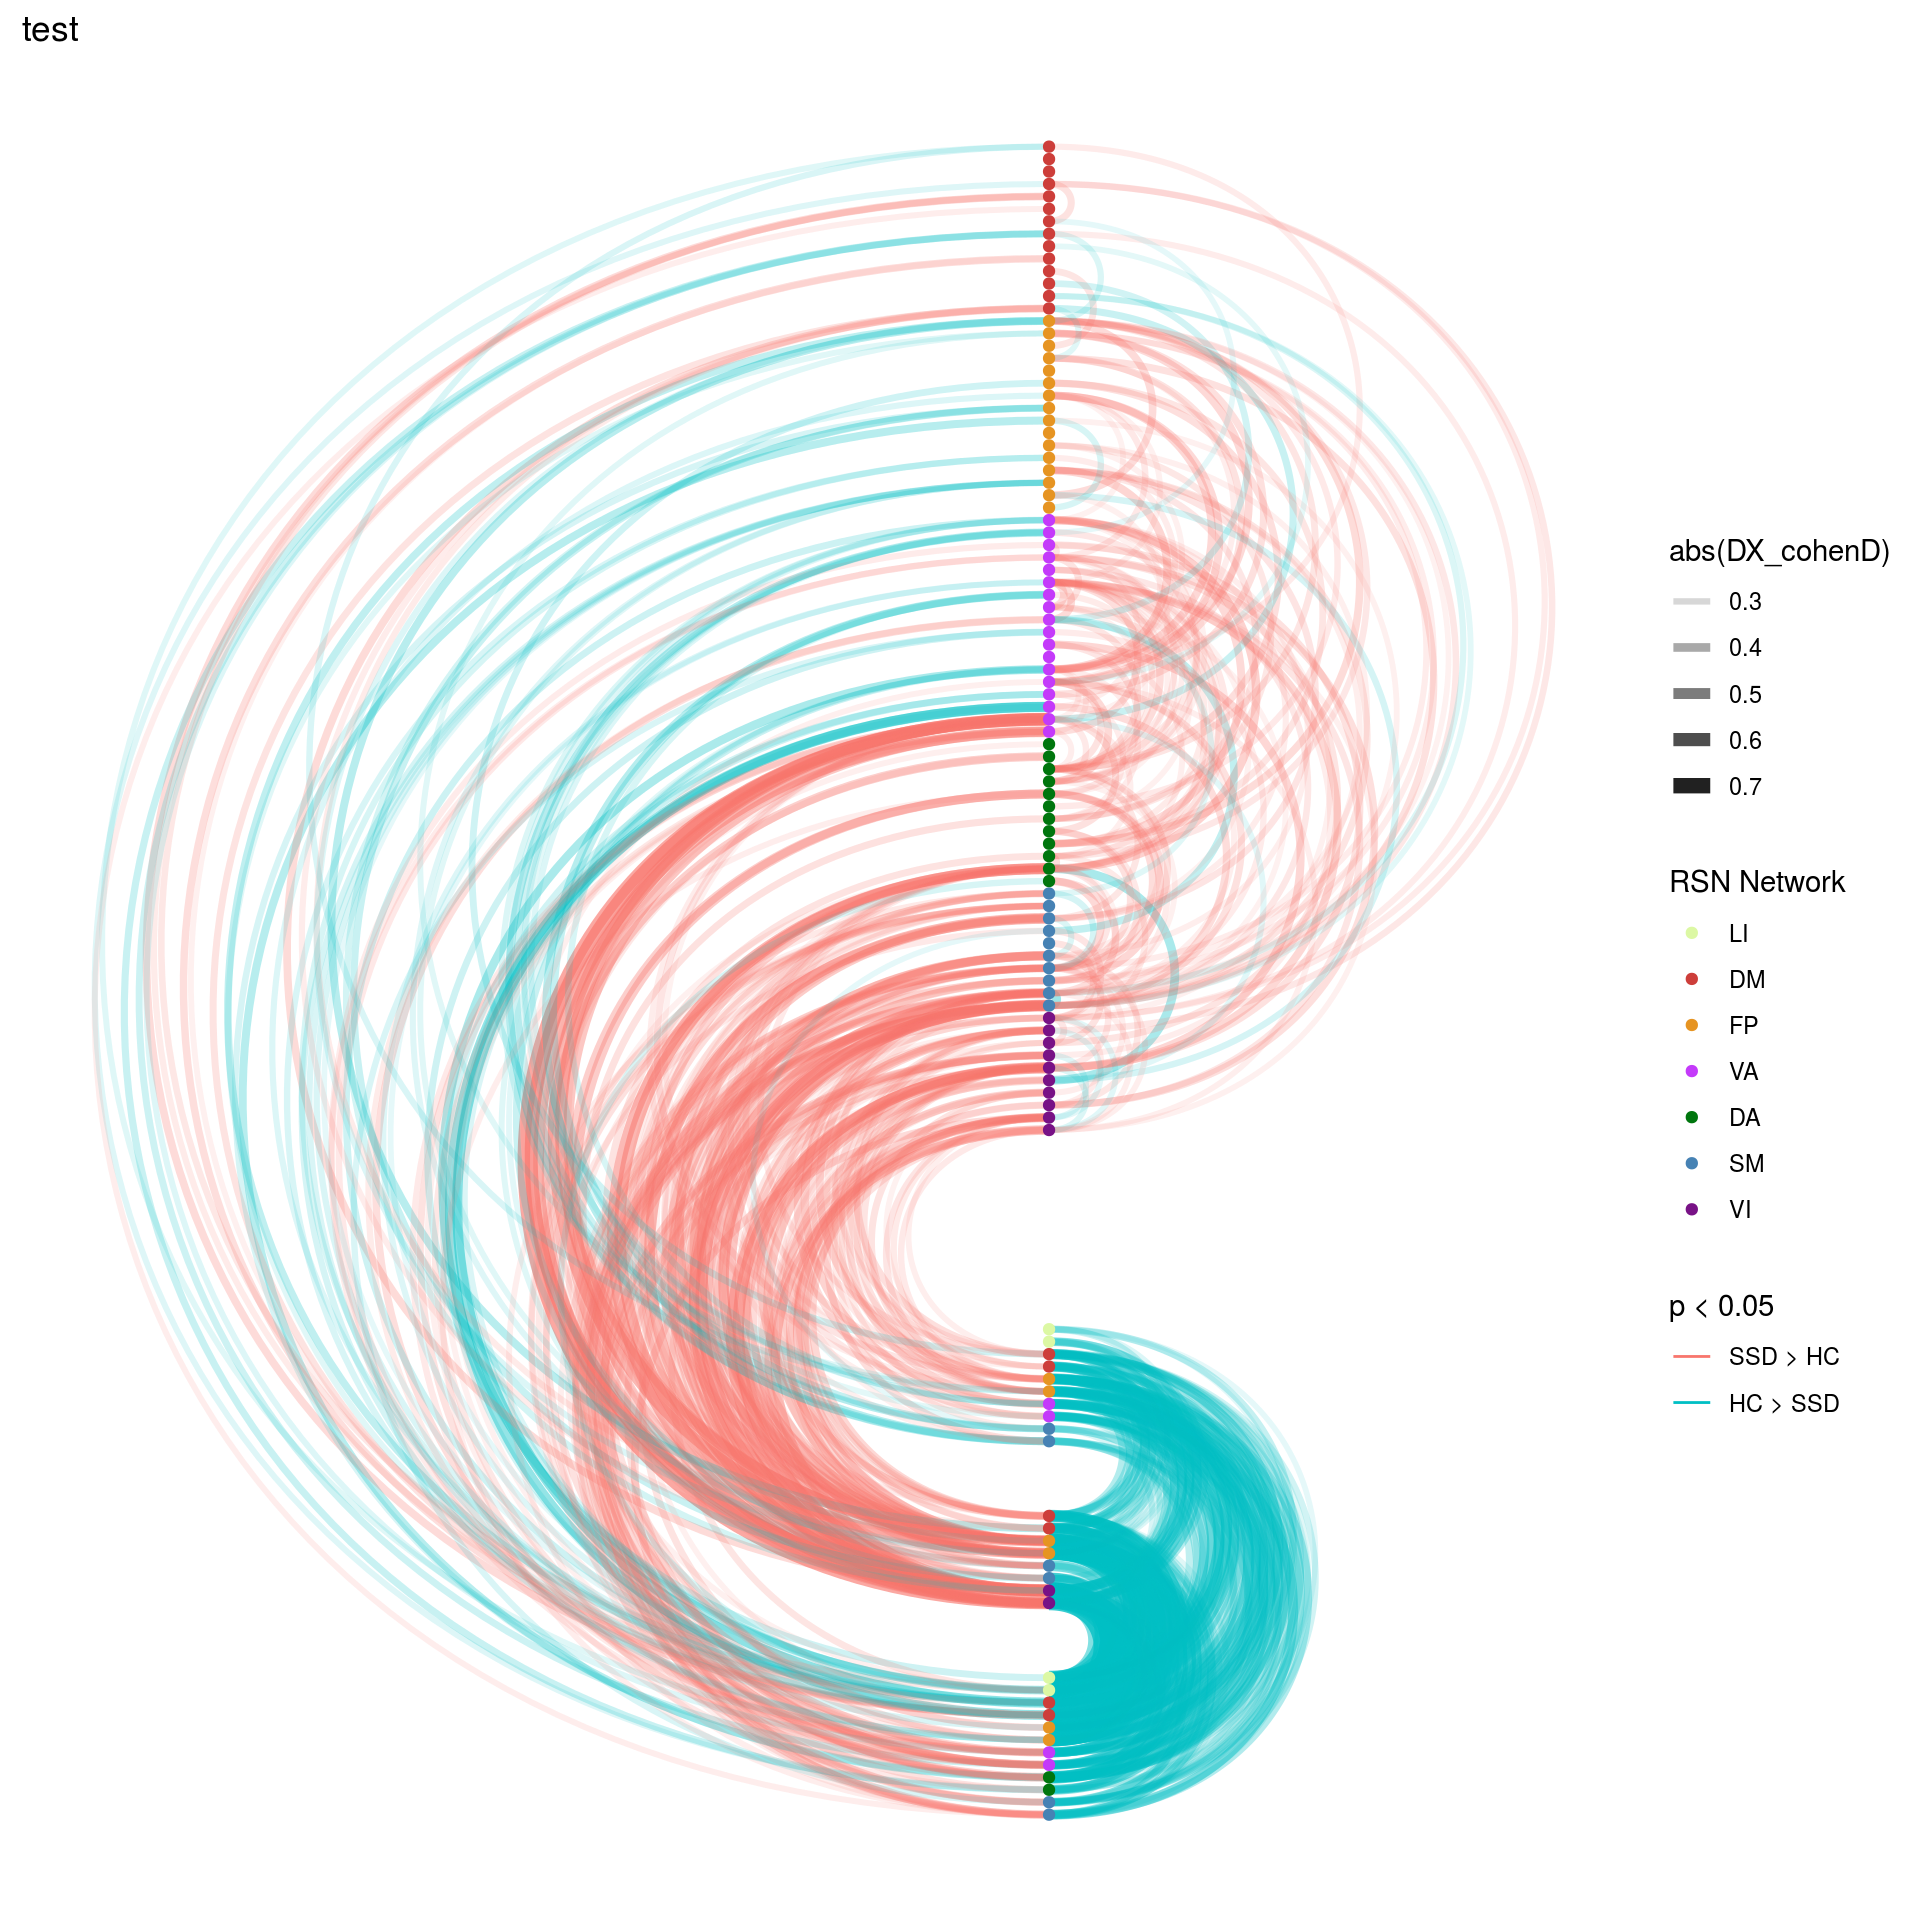 test
abs(DX_cohenD)
0.3
0.4
0.5
0.6
0.7
RSN Network
LI
DM
FP
VA
DA
SM
VI
p < 0.05
SSD > HC
HC > SSD